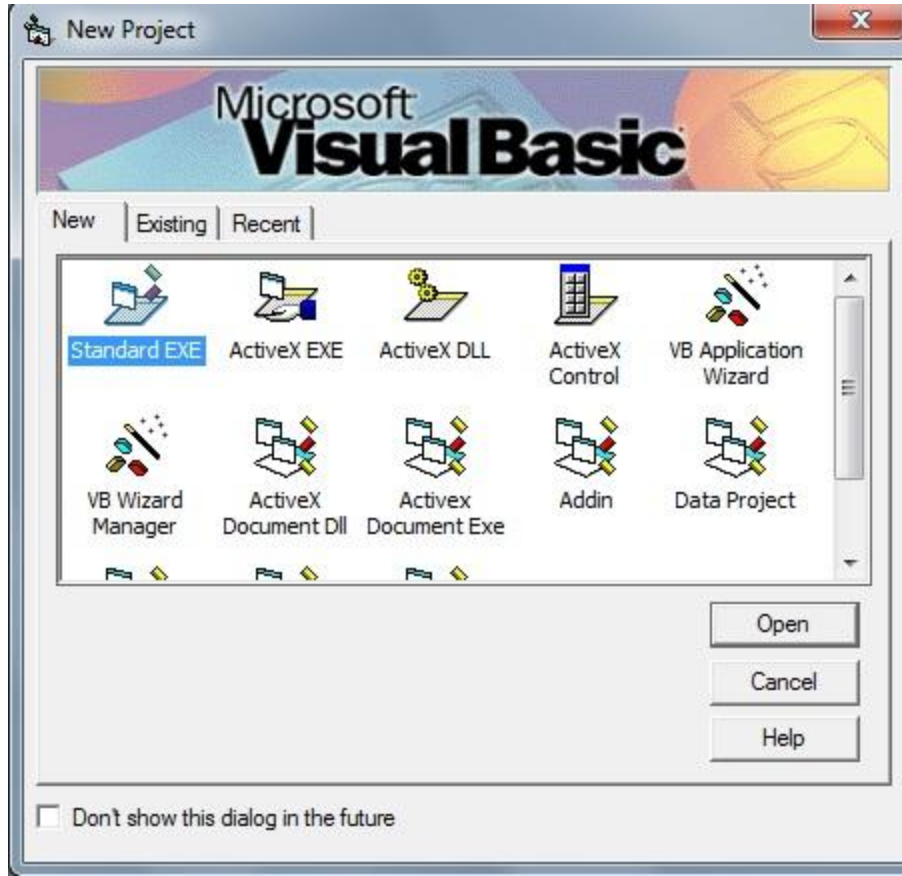 New Project
Microsoft
Visual Basic
New Existing Recent
Standard EXE ActiveX EXE ActiveX DLL ActiveX Control VB Application Wizard
VB Wizard Manager ActiveX Document Dll Activex Document Exe Addin Data Project
Open
Cancel
Help
Don't show this dialog in the future